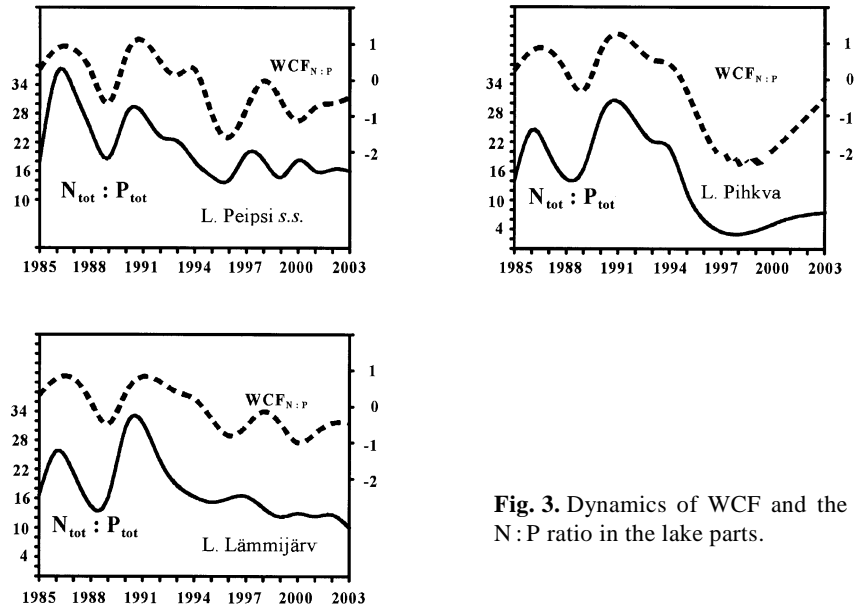 1
0
-1
-2
34
28
22
16
10
WCF N:P
N tot : P tot
L. Peipsi s.s.
1985 1988 1991 1994 1997 2000 2003
1
0
-1
-2
34
28
22
16
10
4
WCF N:P
N tot : P tot
L. Pihkva
1985 1988 1991 1994 1997 2000 2003
1
0
-1
-2
34
28
22
16
10
4
WCF N:P
N tot : P tot
L. Lämmijärv
1985 1988 1991 1994 1997 2000 2003
Fig. 3. Dynamics of WCF and the
N : P ratio in the lake parts.